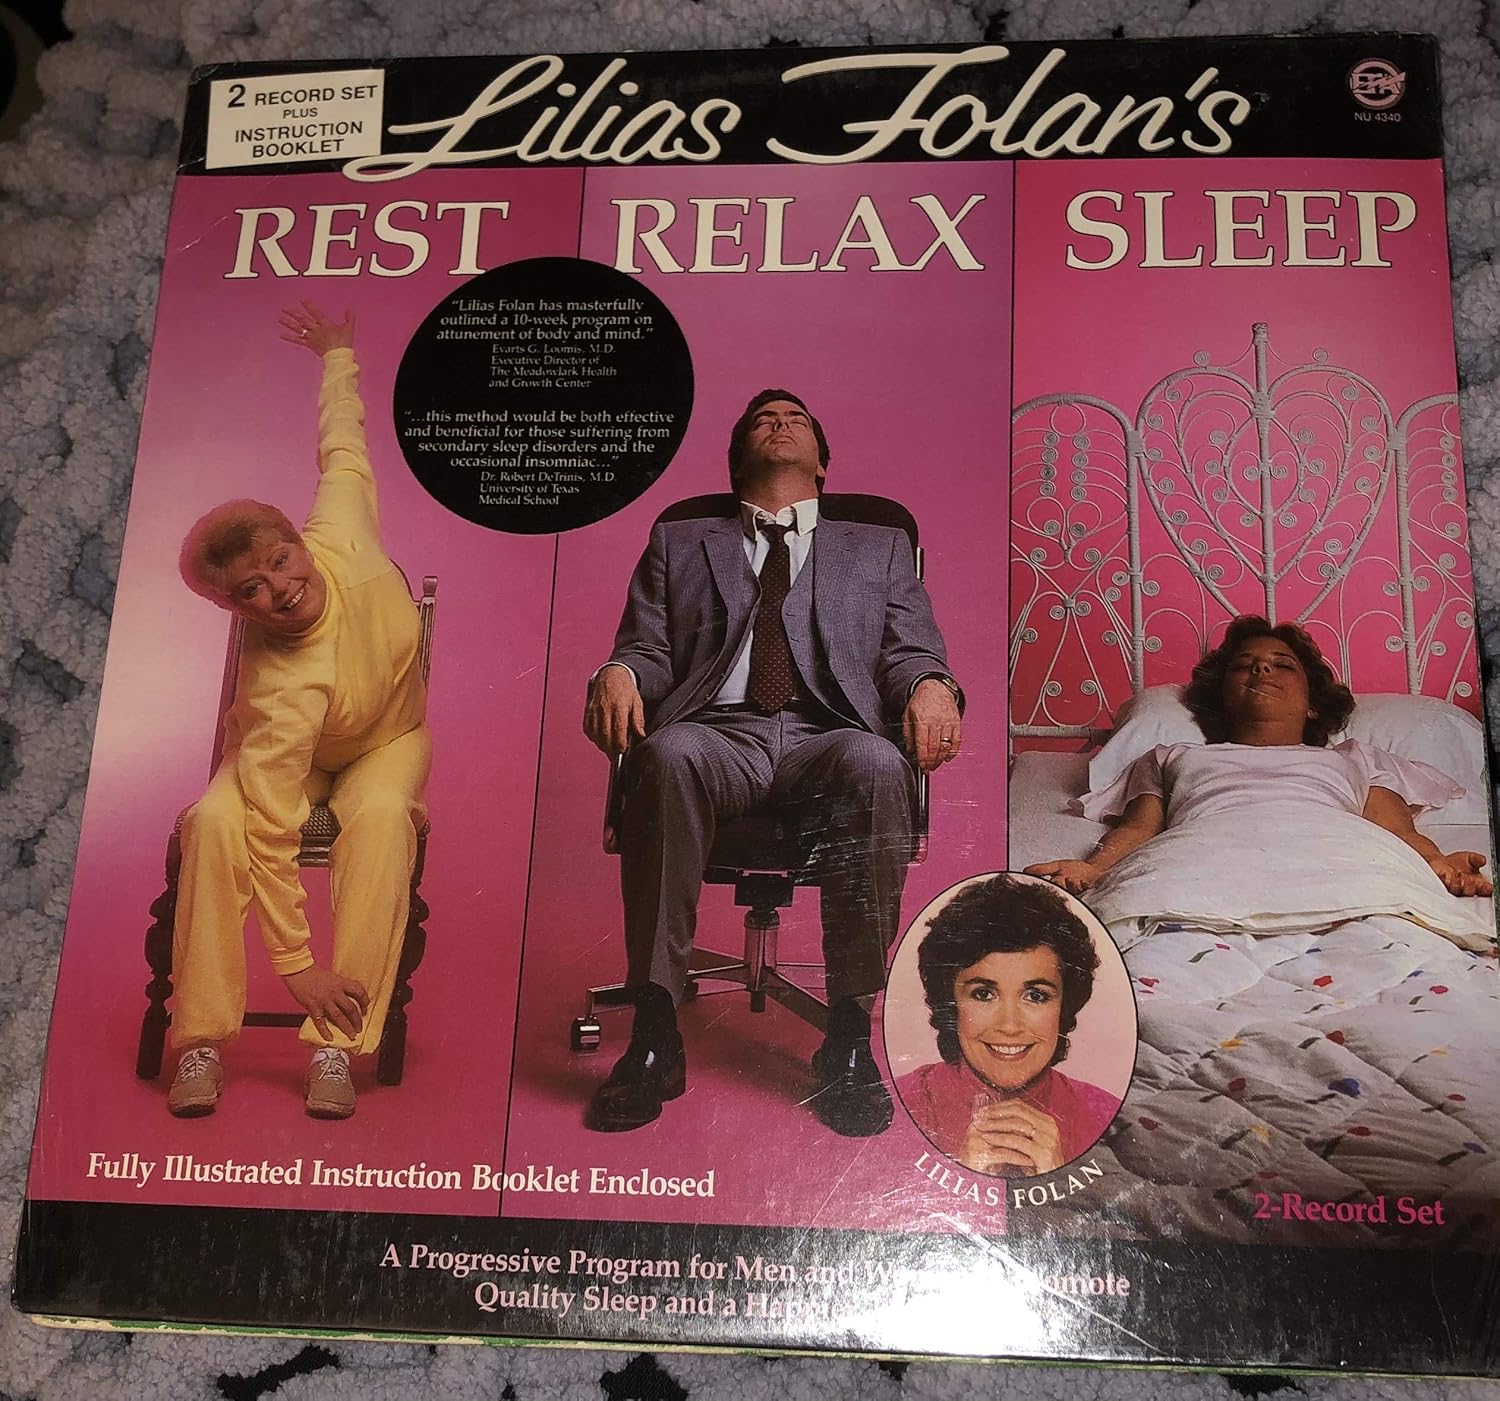 2 RECORD SET
PLUS
INSTRUCTION
BOOKLET
Lilias Folan's
NU 4340
REST RELAX SLEEP
"Lilias Folan has masterfully
outlined a 10-week program on
attunement of body and mind."
Evarts G. Loomis, M.D.
Executive Director of
The Meadowlark Health
and Growth Center
"...this method would be both effective
and beneficial for those suffering from
secondary sleep disorders and the
occasional insomniac..."
Dr. Robert DeTrinis, M.D.
University of Texas
Medical School
LILIAS FOLAN
Fully Illustrated Instruction Booklet Enclosed
2-Record Set
A Progressive Program for Men and
Quality Sleep and a